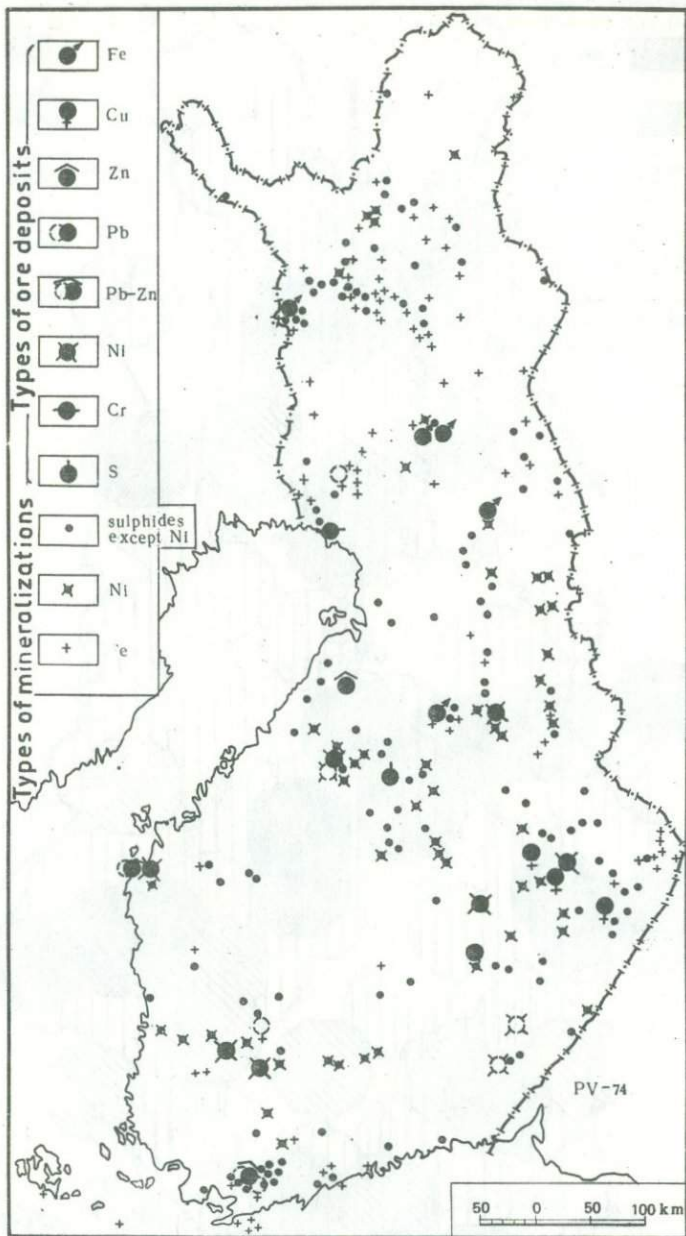 Types of ore deposits
Fe
Cu
Zn
Pb
Pb-Zn
Ni
Cr
S
Types of mineralizations
sulphides
except Ni
Ni
PV-74
50 0 50 100 km